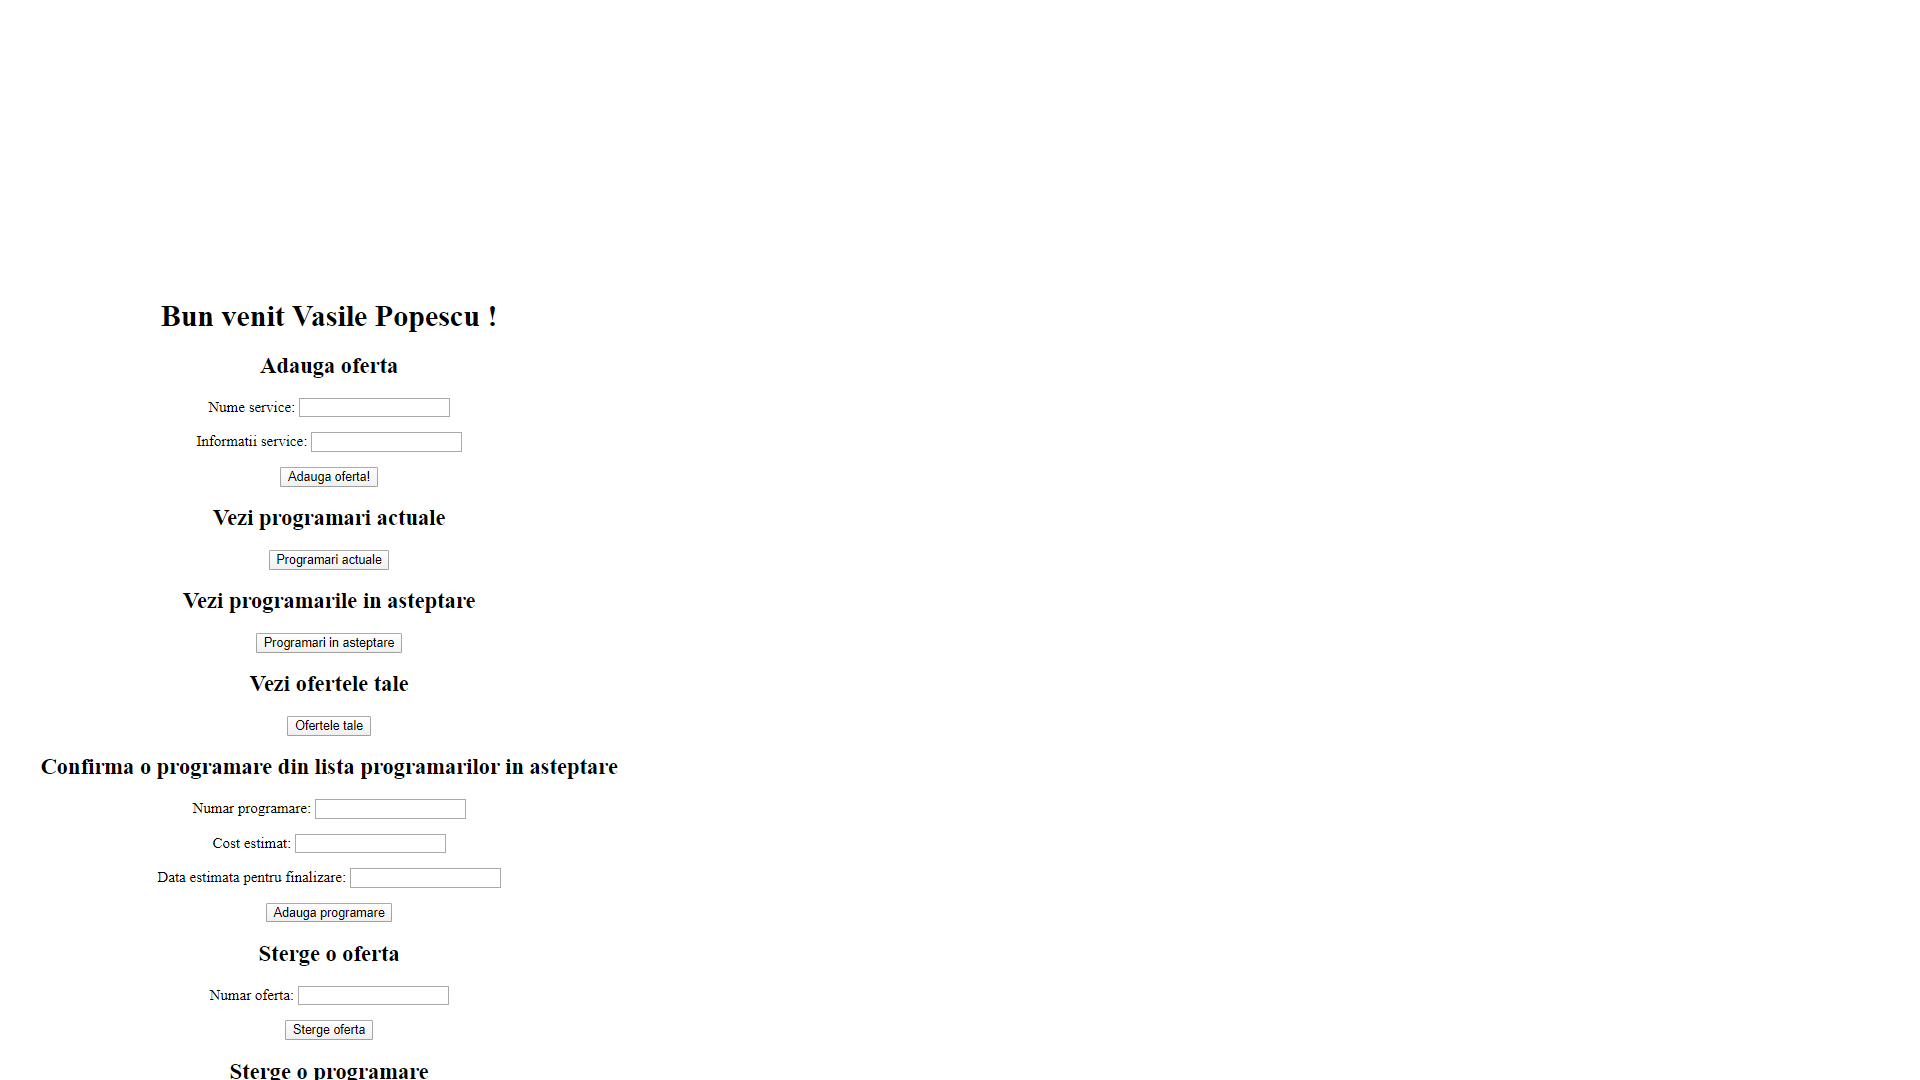 Bun venit Vasile Popescu !
Adauga oferta
Nume service:
Informatii service:
Adauga oferta!
Vezi programari actuale
Programari actuale
Vezi programarile in asteptare
Programari in asteptare
Vezi ofertele tale
Ofertele tale
Confirma o programare din lista programarilor in asteptare
Numar programare:
Cost estimat:
Data estimata pentru finalizare:
Adauga programare
Sterge o oferta
Numar oferta:
Sterge oferta
Sterge o programare